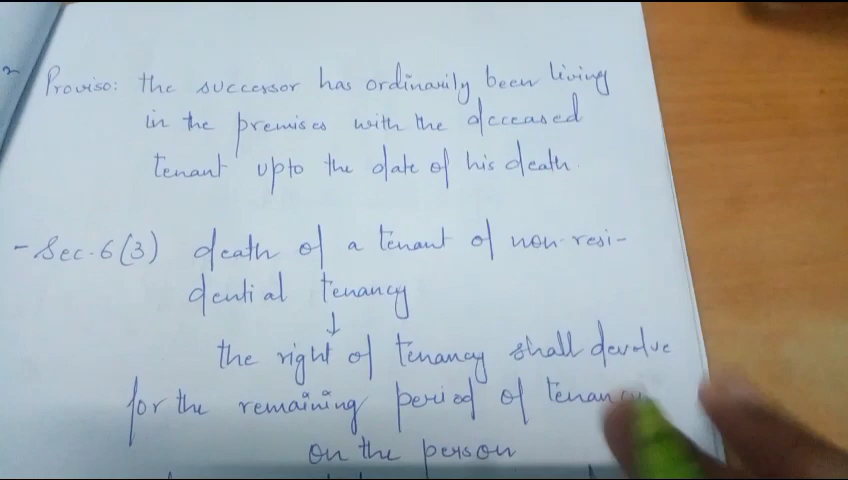 Proviso: the successor has ordinarily been living
in the premises with the deceased
tenant upto the date of his death.
- Sec. 6(3) death of a tenant of non-resi-
dential tenancy
↓
the right of tenancy shall devolve
for the remaining period of tenancy
on the person